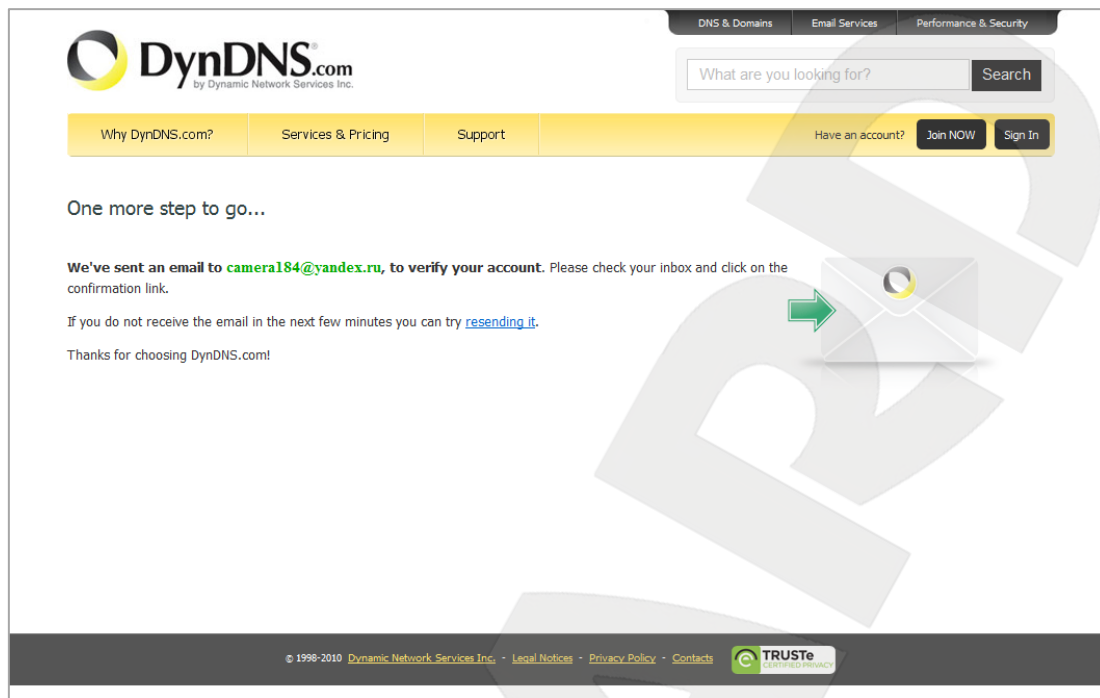 DNS & Domains Email Services Performance & Security
DynDNS.com
by Dynamic Network Services Inc.
What are you looking for? Search
Why DynDNS.com? Services & Pricing Support Have an account? Join NOW Sign In
One more step to go...
We've sent an email to camera184@yandex.ru, to verify your account. Please check your inbox and click on the
confirmation link.
If you do not receive the email in the next few minutes you can try resending it.
Thanks for choosing DynDNS.com!
© 1998-2010 Dynamic Network Services Inc. - Legal Notices - Privacy Policy - Contacts TRUSTe
CERTIFIED PRIVACY